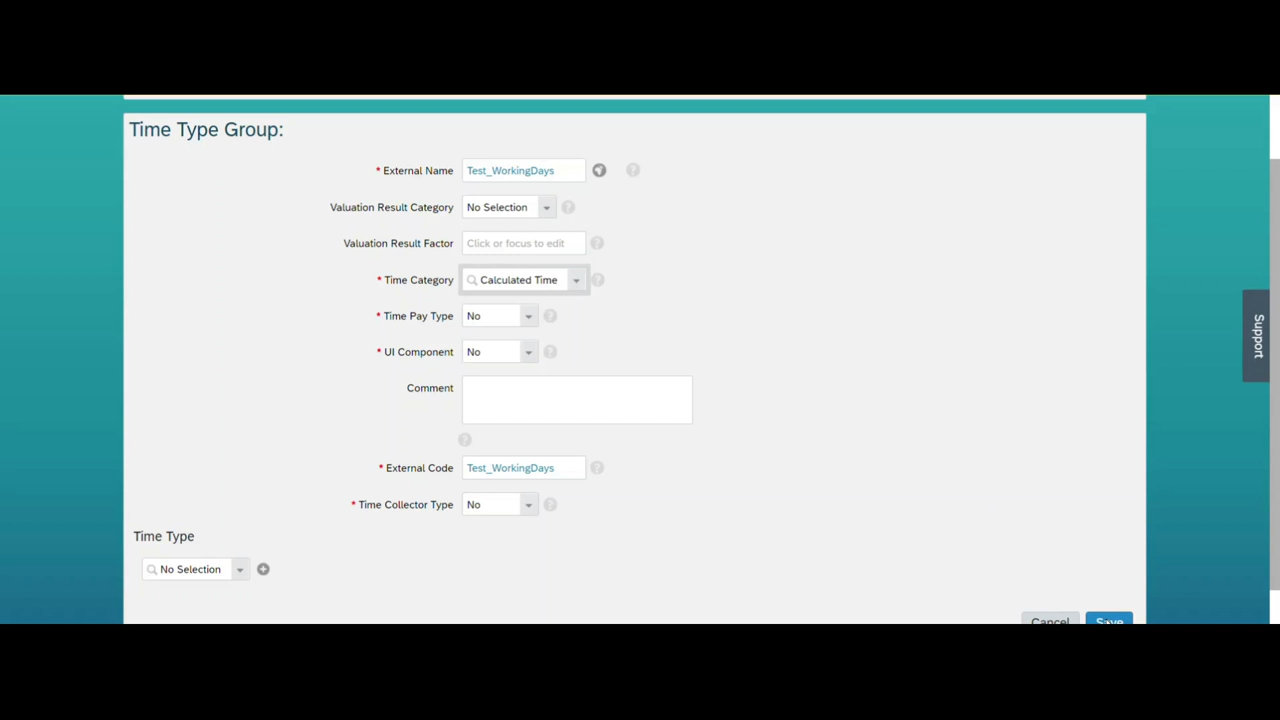 Time Type Group:
* External Name Test_WorkingDays ?
Valuation Result Category No Selection ?
Valuation Result Factor Click or focus to edit ?
* Time Category Calculated Time ?
* Time Pay Type No ?
* UI Component No ?
Comment
?
* External Code Test_WorkingDays ?
* Time Collector Type No ?
Time Type
No Selection
Cancel Save
Support